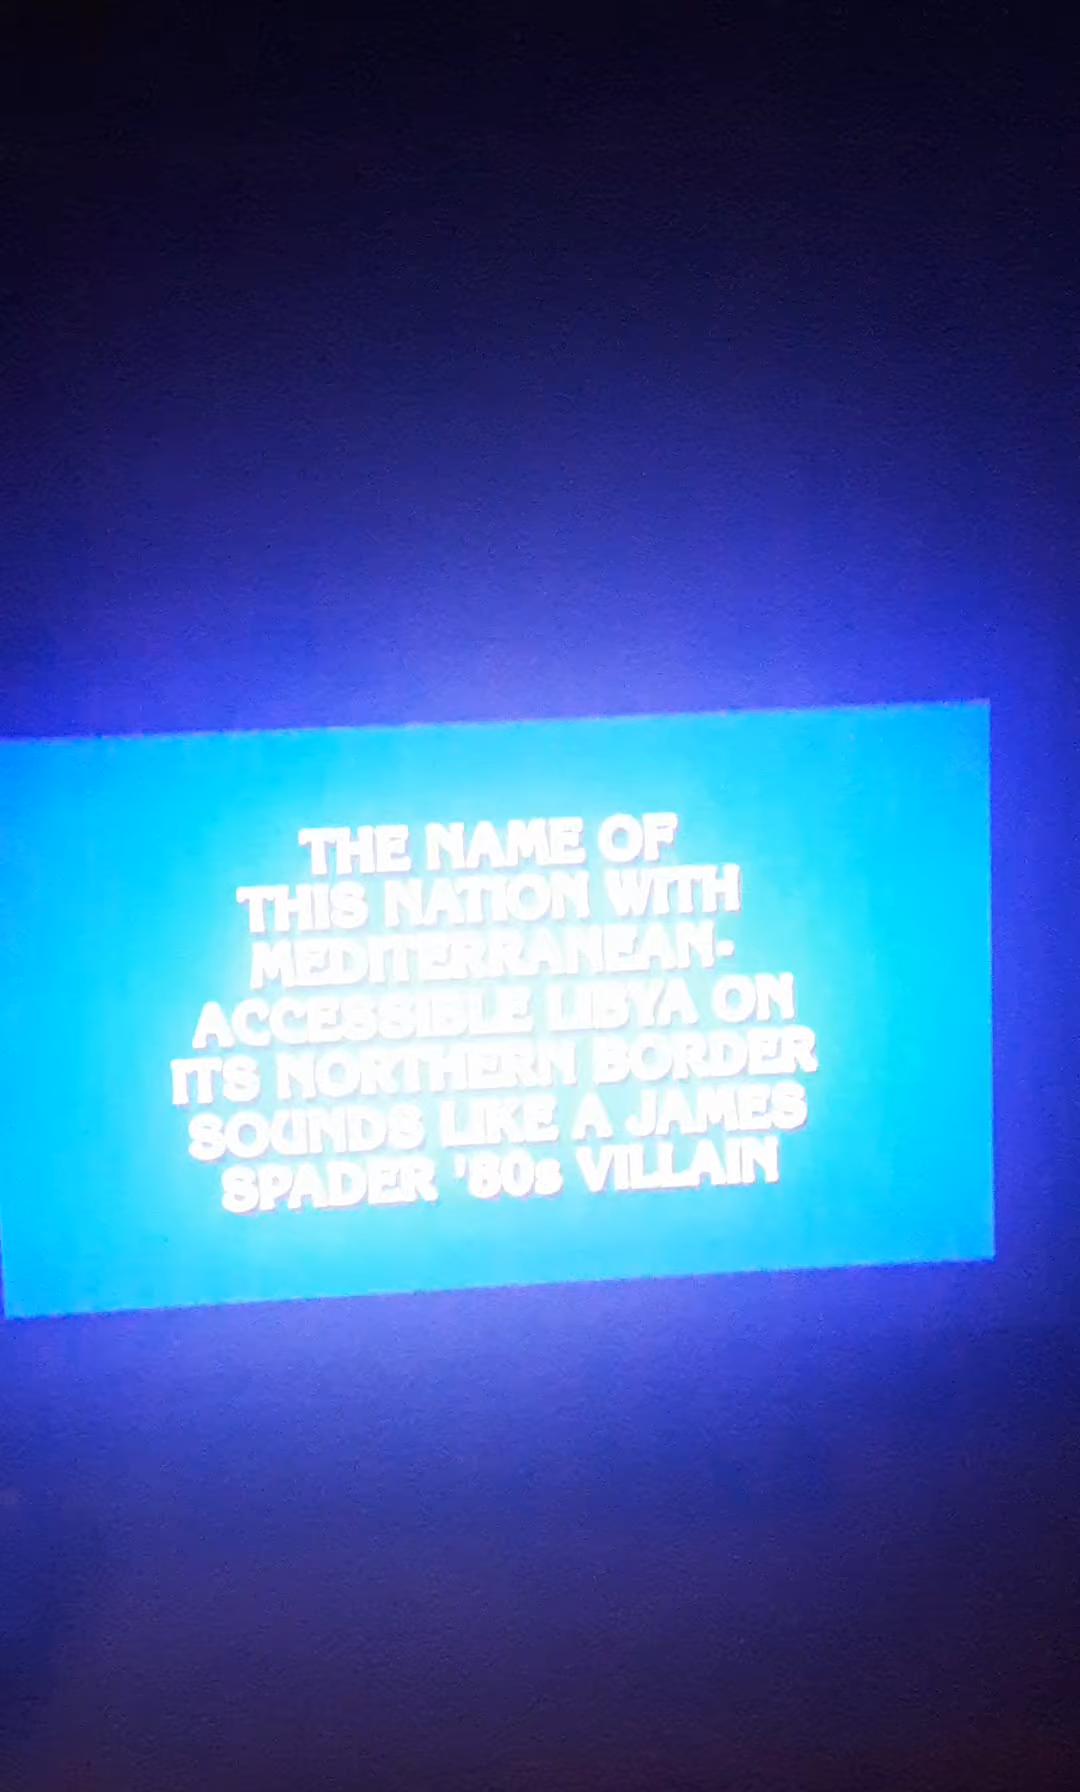 THE NAME OF
THIS NATION WITH
MEDITERRANEAN-
ACCESSIBLE LIBYA ON
ITS NORTHERN BORDER
SOUNDS LIKE A JAMES
SPADER '80s VILLAIN